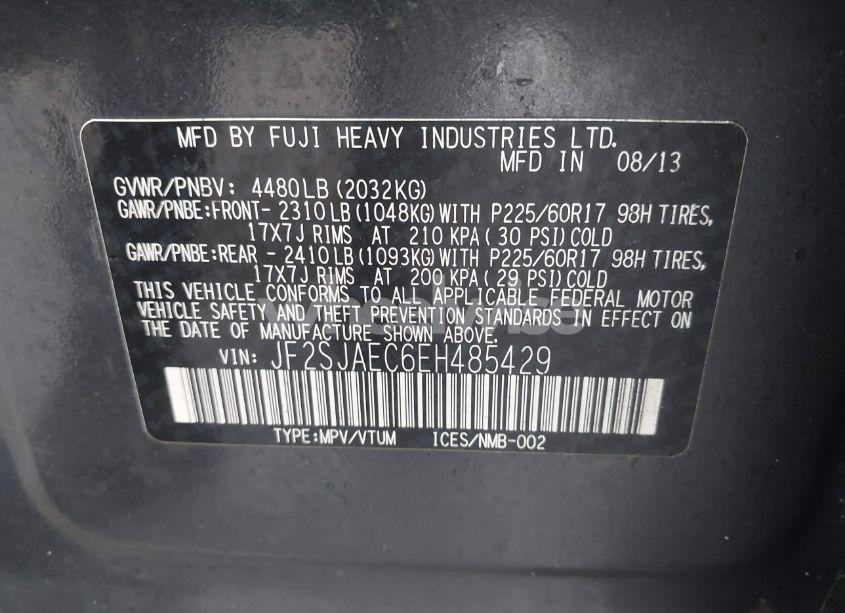 MFD BY FUJI HEAVY INDUSTRIES LTD.
MFD IN 08/13
GVWR/PNBV: 4480LB (2032KG)
GAWR/PNBE:FRONT- 2310LB (1048KG) WITH P225/60R17 98H TIRES,
17X7J RIMS AT 210 KPA (30 PSI) COLD
GAWR/PNBE:REAR - 2410LB (1093KG) WITH P225/60R17 98H TIRES,
17X7J RIMS AT 200 KPA (29 PSI) COLD
THIS VEHICLE CONFORMS TO ALL APPLICABLE FEDERAL MOTOR
VEHICLE SAFETY AND THEFT PREVENTION STANDARDS IN EFFECT ON
THE DATE OF MANUFACTURE SHOWN ABOVE.
VIN: JF2SJAEC6EH485429
TYPE:MPV/VTUM ICES/NMB-002